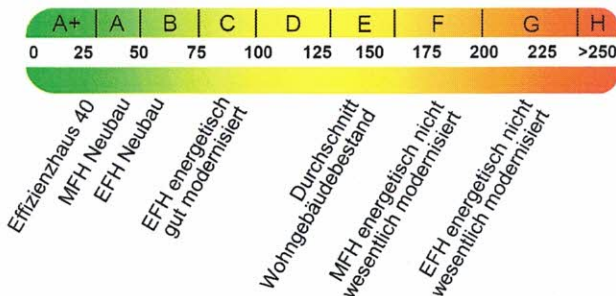 A+ A B C D E F G H
0 25 50 75 100 125 150 175 200 225 >250
Effizienzhaus 40
MFH Neubau
EFH Neubau
EFH energetisch
gut modernisiert
Durchschnitt
Wohngebäudebestand
MFH energetisch nicht
wesentlich modernisiert
EFH energetisch nicht
wesentlich modernisiert